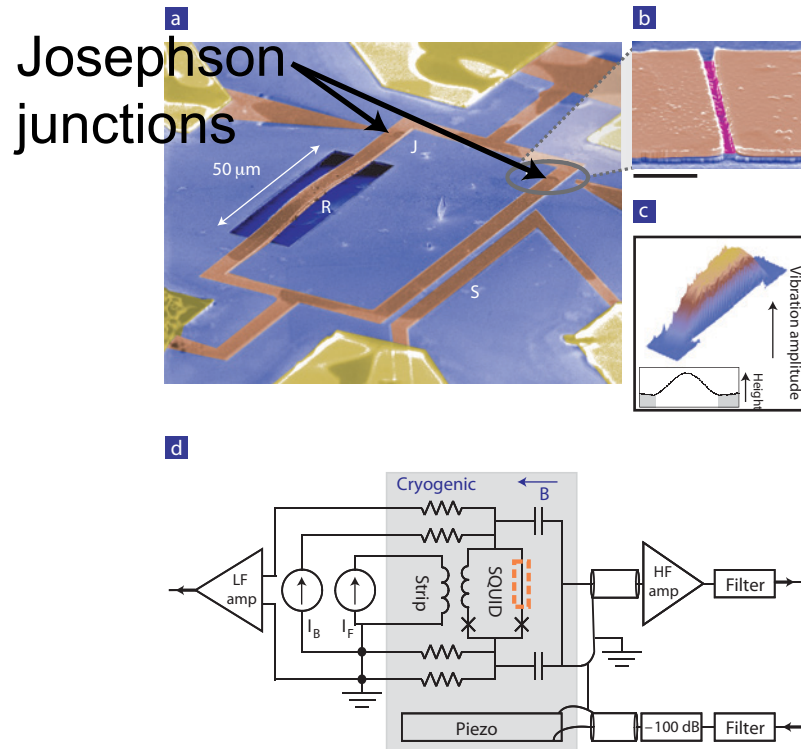 a
b
Josephson
junctions
J
50 μm
R
S
c
Vibration amplitude
Height
d
Cryogenic
B
LF
amp
I_B
I_F
Strip
SQUID
HF
amp
Filter
Piezo
−100 dB
Filter